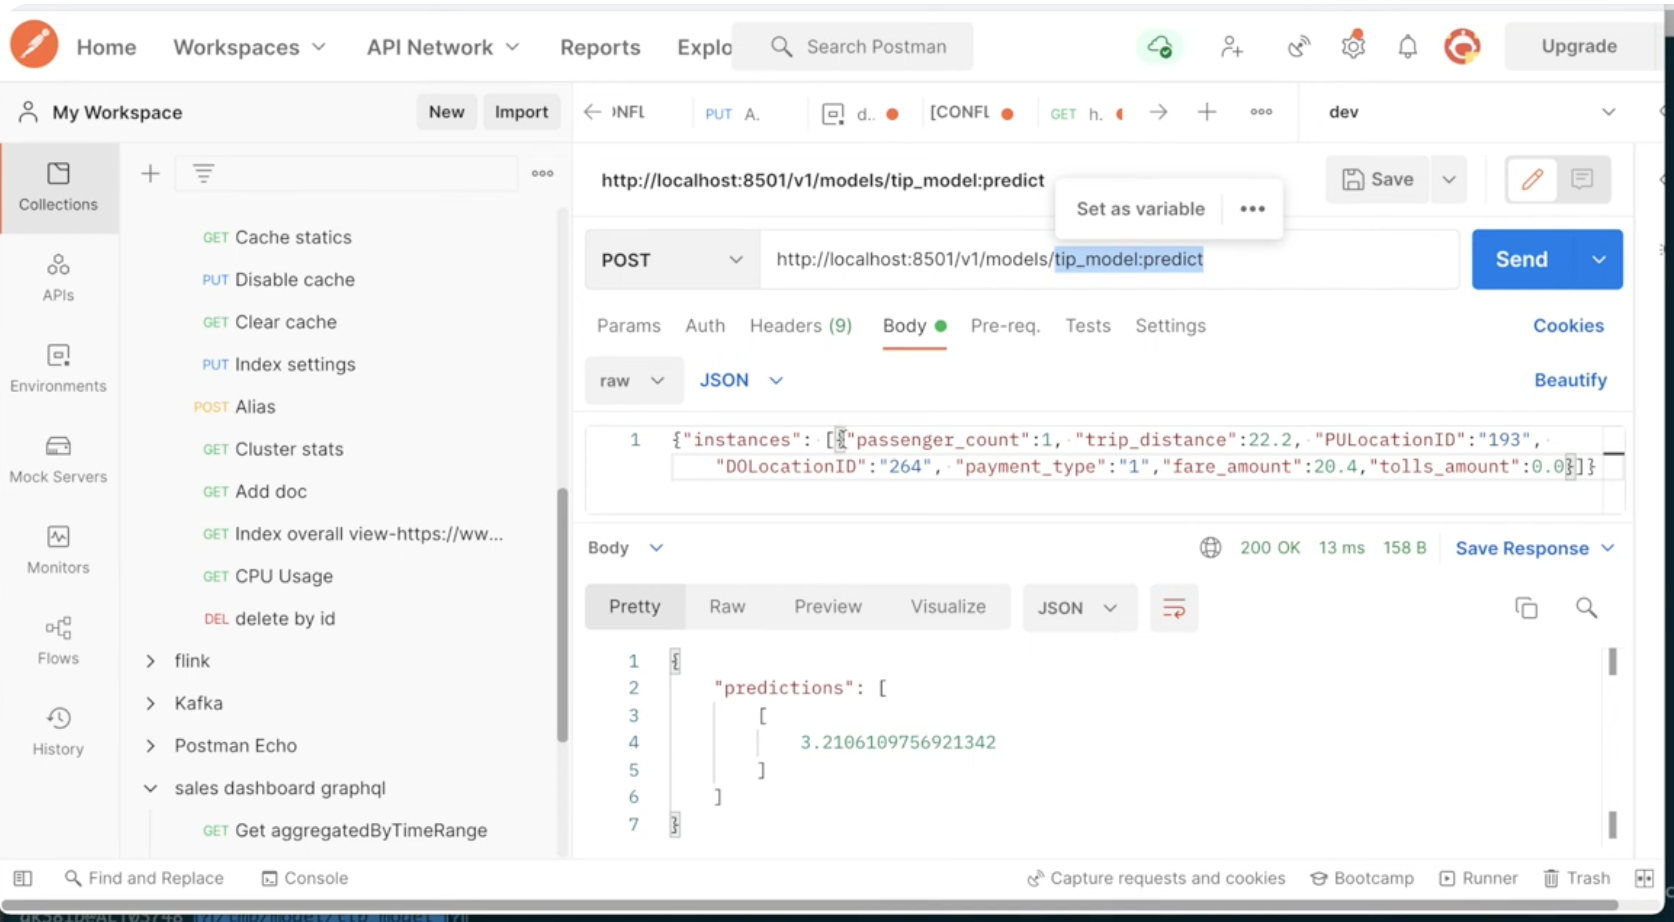 Home Workspaces API Network Reports Explo Search Postman Upgrade
My Workspace New Import ONFL PUT A. d.. [CONFL GET h. dev
Collections
APIs
Environments
Mock Servers
Monitors
Flows
History
GET Cache statics
PUT Disable cache
GET Clear cache
PUT Index settings
POST Alias
GET Cluster stats
GET Add doc
GET Index overall view-https://ww...
GET CPU Usage
DEL delete by id
flink
Kafka
Postman Echo
sales dashboard graphql
GET Get aggregatedByTimeRange
http://localhost:8501/v1/models/tip_model:predict Save
Set as variable
POST http://localhost:8501/v1/models/tip_model:predict Send
Params Auth Headers (9) Body Pre-req. Tests Settings Cookies
raw JSON Beautify
1 {"instances": [{"passenger_count":1, "trip_distance":22.2, "PULocationID":"193",
"DOLocationID":"264", "payment_type":"1","fare_amount":20.4,"tolls_amount":0.0}]}
Body 200 OK 13 ms 158 B Save Response
Pretty Raw Preview Visualize JSON
1 {
2 "predictions": [
3 [
4 3.2106109756921342
5 ]
6 ]
7 }
Find and Replace Console Capture requests and cookies Bootcamp Runner Trash